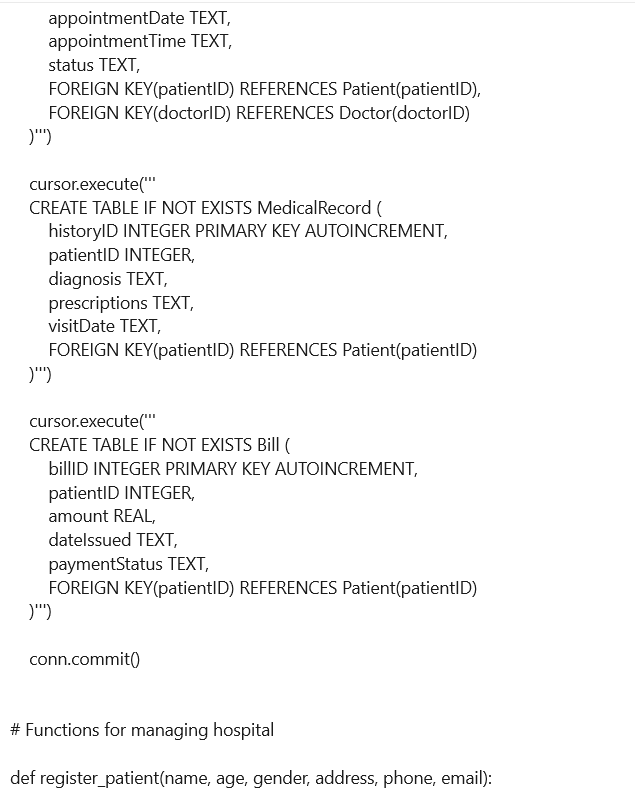 appointmentDate TEXT,
appointmentTime TEXT,
status TEXT,
FOREIGN KEY(patientID) REFERENCES Patient(patientID),
FOREIGN KEY(doctorID) REFERENCES Doctor(doctorID)
)''')
cursor.execute('''
CREATE TABLE IF NOT EXISTS MedicalRecord (
historyID INTEGER PRIMARY KEY AUTOINCREMENT,
patientID INTEGER,
diagnosis TEXT,
prescriptions TEXT,
visitDate TEXT,
FOREIGN KEY(patientID) REFERENCES Patient(patientID)
)''')
cursor.execute('''
CREATE TABLE IF NOT EXISTS Bill (
billID INTEGER PRIMARY KEY AUTOINCREMENT,
patientID INTEGER,
amount REAL,
dateIssued TEXT,
paymentStatus TEXT,
FOREIGN KEY(patientID) REFERENCES Patient(patientID)
)''')
conn.commit()
# Functions for managing hospital
def register_patient(name, age, gender, address, phone, email):